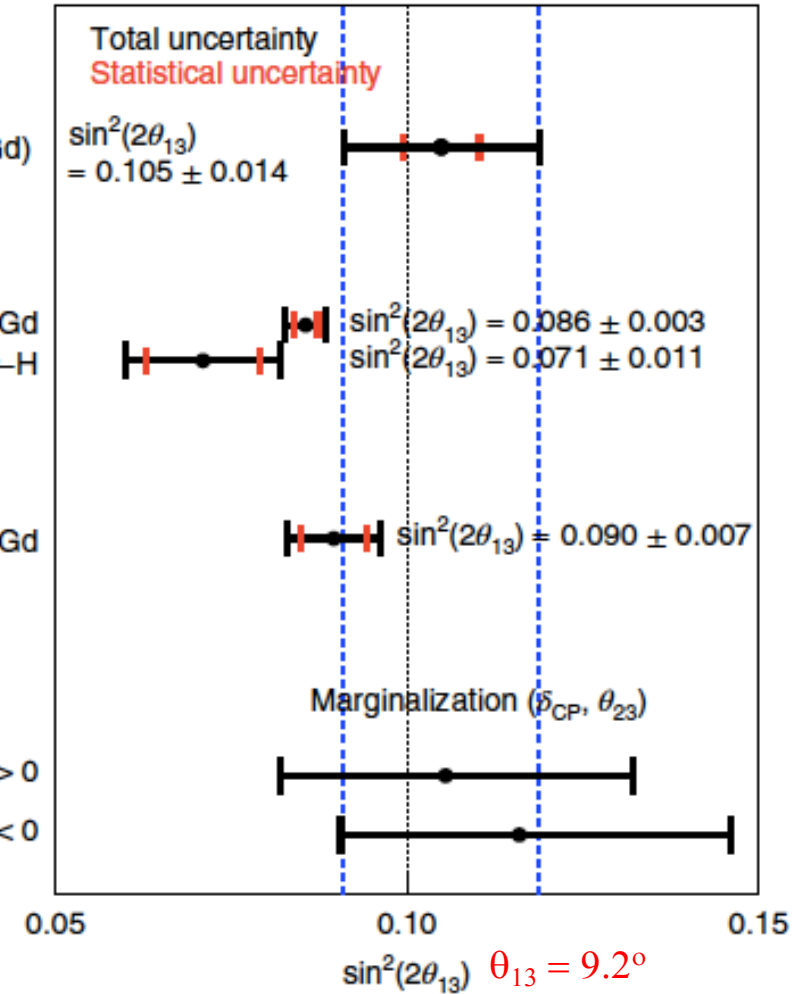 Total uncertainty
Statistical uncertainty
d) sin²(2θ₁₃)
= 0.105 ± 0.014
Gd sin²(2θ₁₃) = 0.086 ± 0.003
–H sin²(2θ₁₃) = 0.071 ± 0.011
Gd sin²(2θ₁₃) = 0.090 ± 0.007
Marginalization (δCP, θ₂₃)
> 0
< 0
0.05 0.10 0.15
sin²(2θ₁₃) θ₁₃ = 9.2º